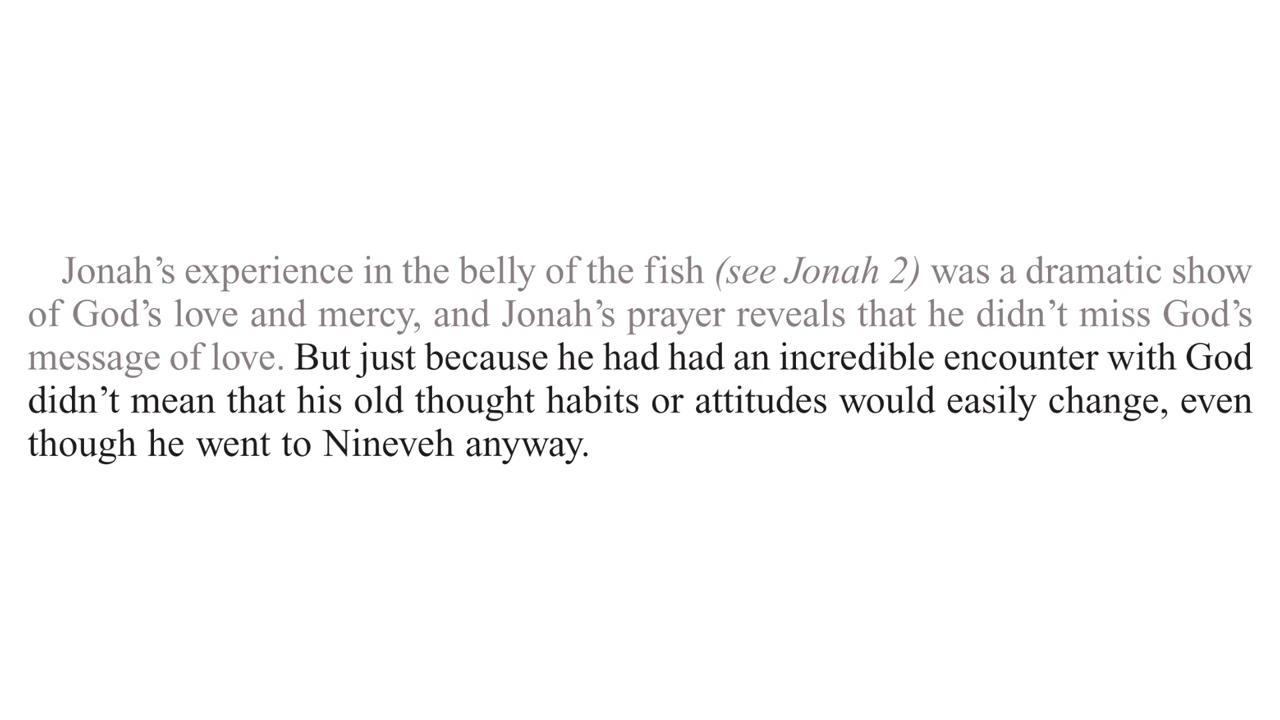 Jonah’s experience in the belly of the fish (see Jonah 2) was a dramatic show
of God’s love and mercy, and Jonah’s prayer reveals that he didn’t miss God’s
message of love. But just because he had had an incredible encounter with God
didn’t mean that his old thought habits or attitudes would easily change, even
though he went to Nineveh anyway.